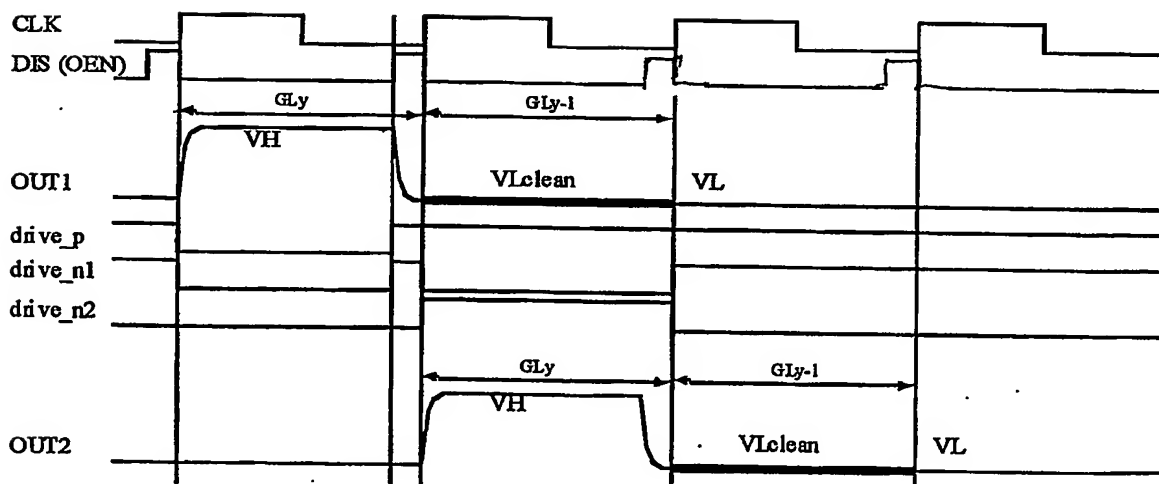 CLK
DIS (OEN)
GLy
GLy-1
VH
OUT1
VLclean
VL
drive_p
drive_n1
drive_n2
GLy
GLy-1
VH
OUT2
VLclean
VL